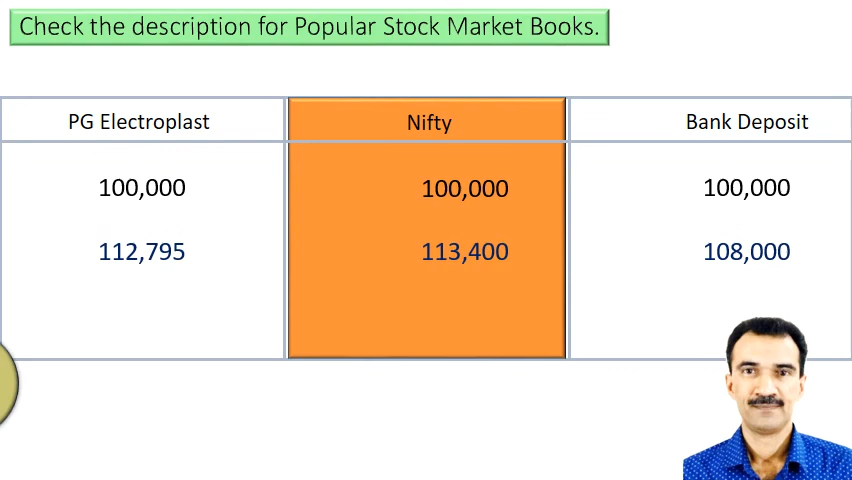 Check the description for Popular Stock Market Books.
PG Electroplast Nifty Bank Deposit
100,000 100,000 100,000
112,795 113,400 108,000